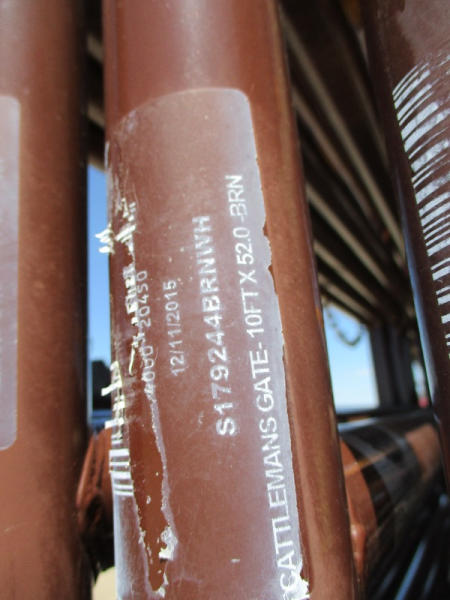 20450
12/11/2015
S179244BRNWH
CATTLEMANS GATE- 10FT X 52.0 -BRN